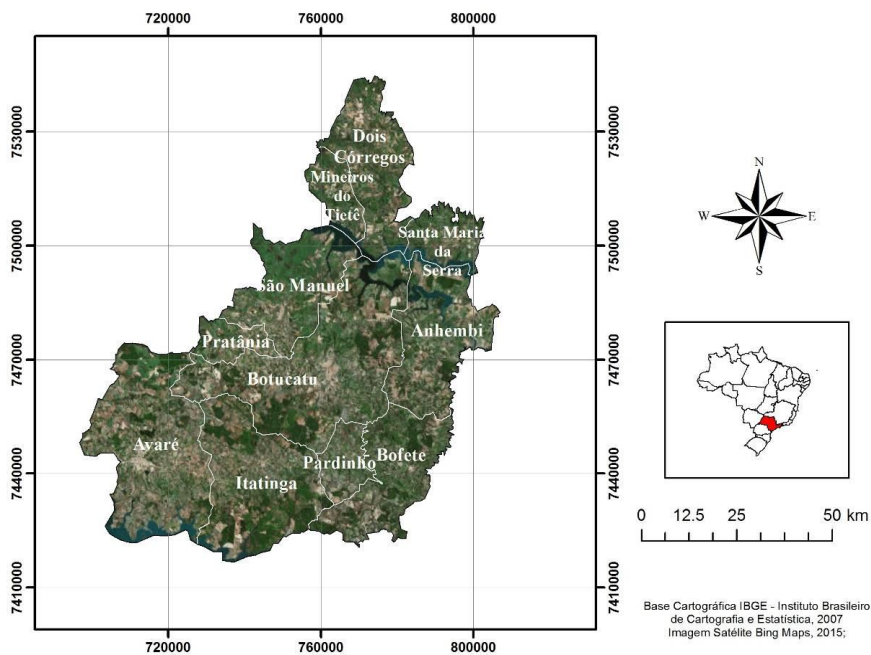 720000 760000 800000
7530000 7530000
Dois
Córregos
Mineiros
do
Tietê
Santa Maria
da
Serra
7500000 7500000
São Manuel
Anhembi
Pratânia
7470000 7470000
Botucatu
Avaré
Pardinho
Bofete
Itatinga
7440000 7440000
7410000 7410000
720000 760000 800000
N
W E
S
0 12.5 25 50 km
Base Cartográfica IBGE - Instituto Brasileiro
de Cartografia e Estatística, 2007
Imagem Satélite Bing Maps, 2015;